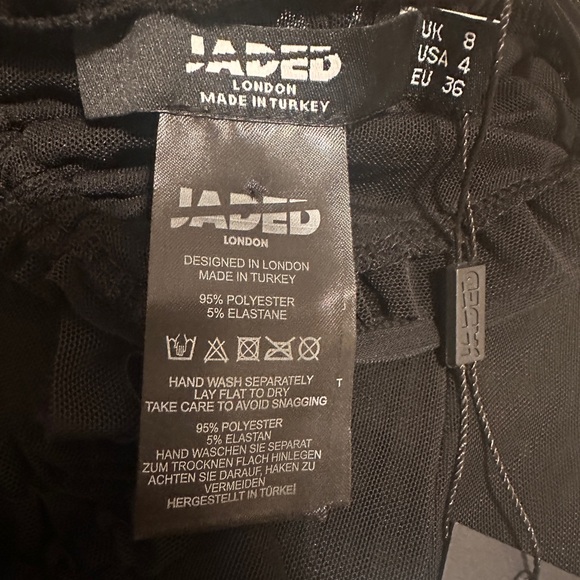 JADED
LONDON
MADE IN TURKEY
UK 8
USA 4
EU 36
JADED
LONDON
DESIGNED IN LONDON
MADE IN TURKEY
95% POLYESTER
5% ELASTANE
HAND WASH SEPARATELY
LAY FLAT TO DRY
TAKE CARE TO AVOID SNAGGING
T
95% POLYESTER
5% ELASTAN
HAND WASCHEN SIE SEPARAT
ZUM TROCKNEN FLACH HINLEGEN
ACHTEN SIE DARAUF, HAKEN ZU
VERMEIDEN
HERGESTELLT IN TÜRKEI